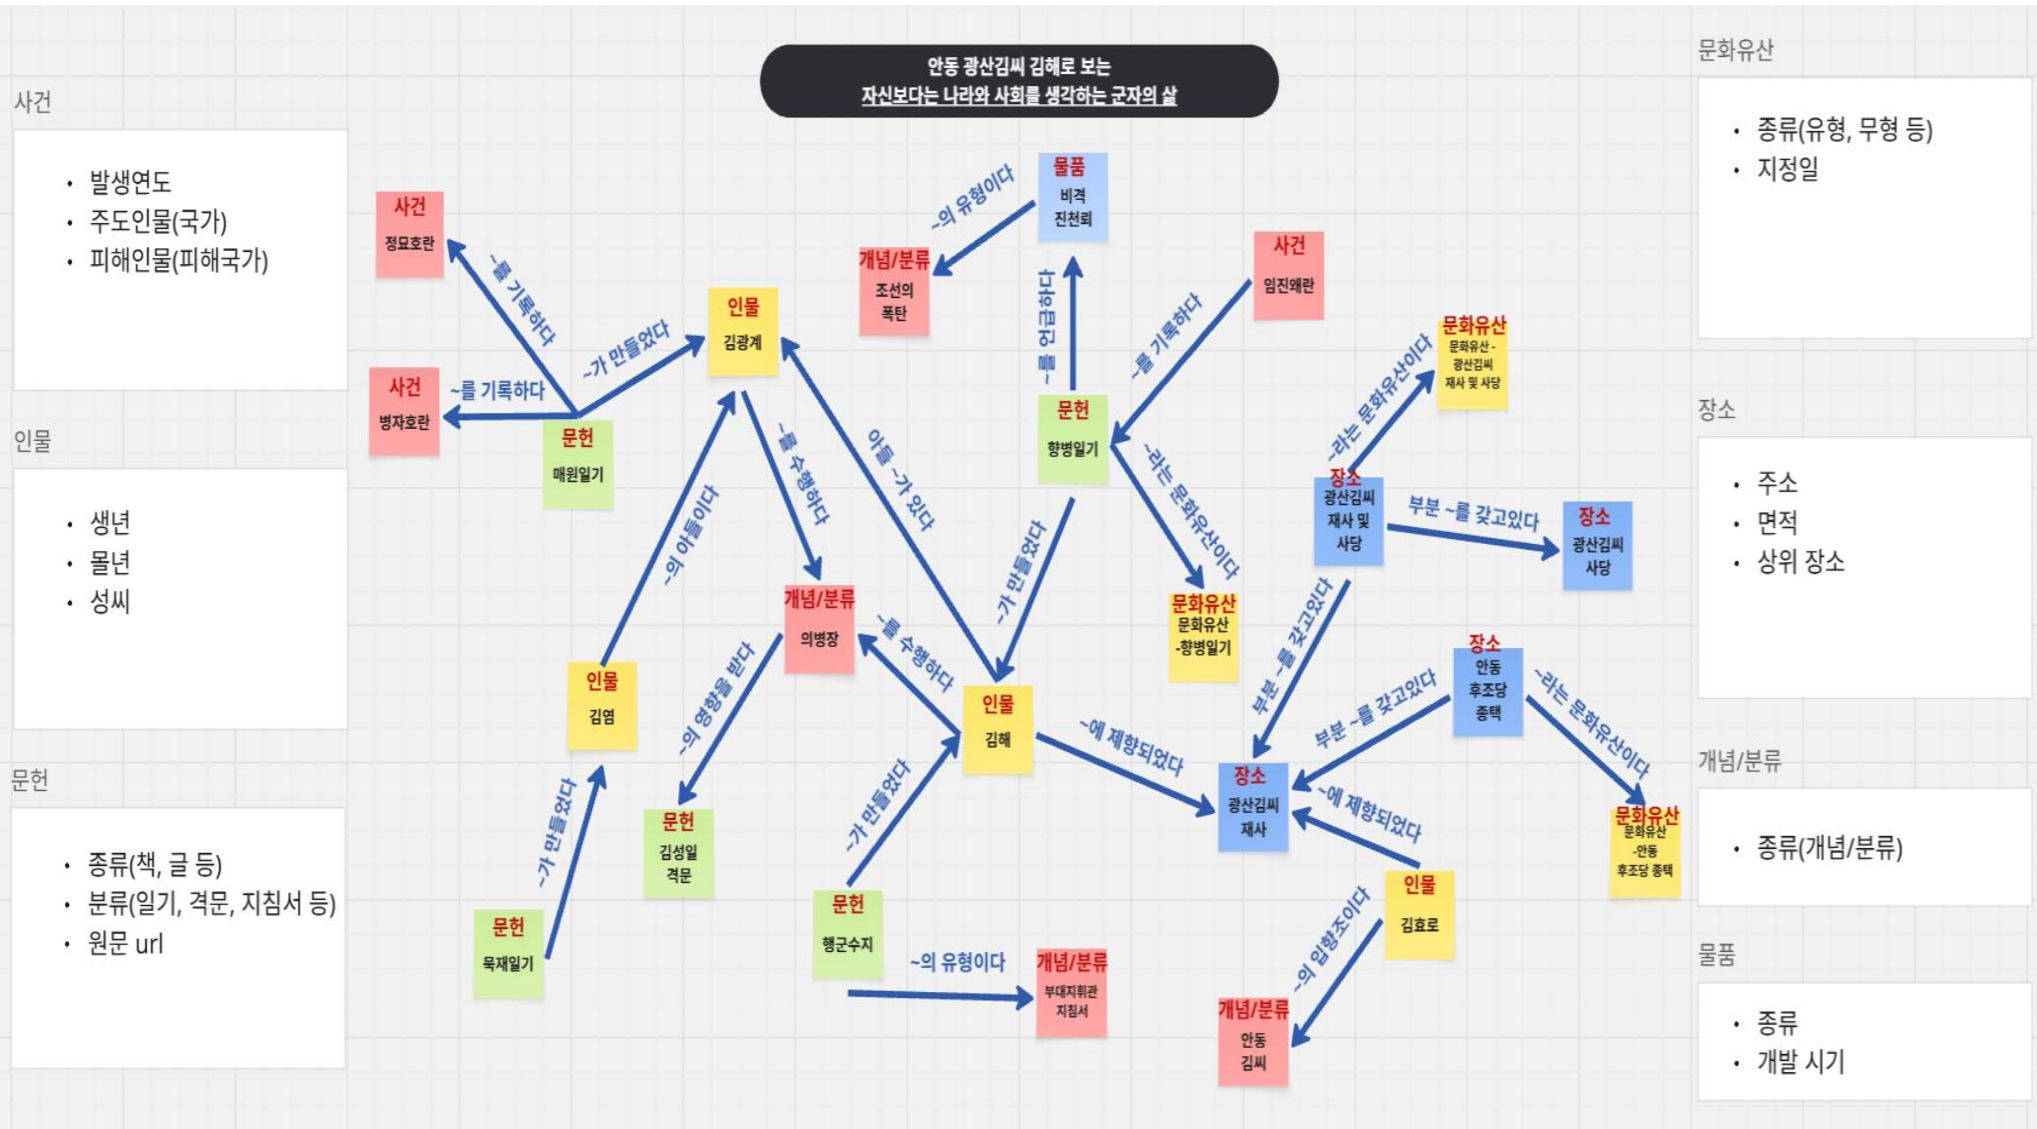 안동 광산김씨 김해로 보는
자신보다는 나라와 사회를 생각하는 군자의 삶
사건
• 발생연도
• 주도인물(국가)
• 피해인물(피해국가)
인물
• 생년
• 몰년
• 성씨
문헌
• 종류(책, 글 등)
• 분류(일기, 격문, 지침서 등)
• 원문 url
사건
정묘호란
~를 기록하다
사건
병자호란
~를 기록하다
~가 만들었다
문헌
매원일기
인물
김광계
~의 아들이다
~를 수행하다
아들 ~가 있다
인물
김염
~가 만들었다
문헌
묵재일기
개념/분류
의병장
~의 영향을 받다
~를 수행하다
문헌
김성일
격문
~가 만들었다
문헌
행군수지
~의 유형이다
개념/분류
부대지휘관
지침서
물품
비격
진천뢰
~의 유형이다
개념/분류
조선의
폭탄
~를 언급하다
사건
임진왜란
~를 기록하다
문헌
향병일기
~가 만들었다
~라는 문화유산이다
문화유산
문화유산
-향병일기
인물
김해
~에 제향되었다
문화유산
문화유산 -
광산김씨
재사 및 사당
~라는 문화유산이다
장소
광산김씨
재사 및
사당
부분 ~를 갖고있다
장소
광산김씨
사당
부분 ~를 갖고있다
장소
안동
후조당
종택
부분 ~를 갖고있다
~라는 문화유산이다
문화유산
문화유산
-안동
후조당 종택
장소
광산김씨
재사
~에 제향되었다
인물
김효로
~의 입향조이다
개념/분류
안동
김씨
문화유산
• 종류(유형, 무형 등)
• 지정일
장소
• 주소
• 면적
• 상위 장소
개념/분류
• 종류(개념/분류)
물품
• 종류
• 개발 시기